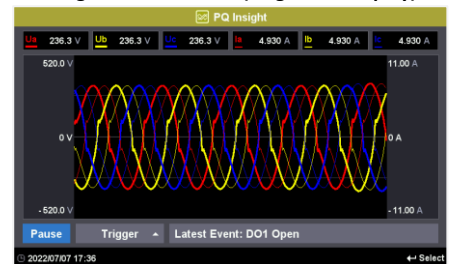 PQ Insight
Ua 236.3 V Ub 236.3 V 236.3 V Ia 4.930 A Ib 4.930 A 4.930 A
520.0 V 11.00 A
0 V 0 A
- 520.0 V - 11.00 A
Pause Trigger Latest Event: DO1 Open
2022/07/07 17:36 Select